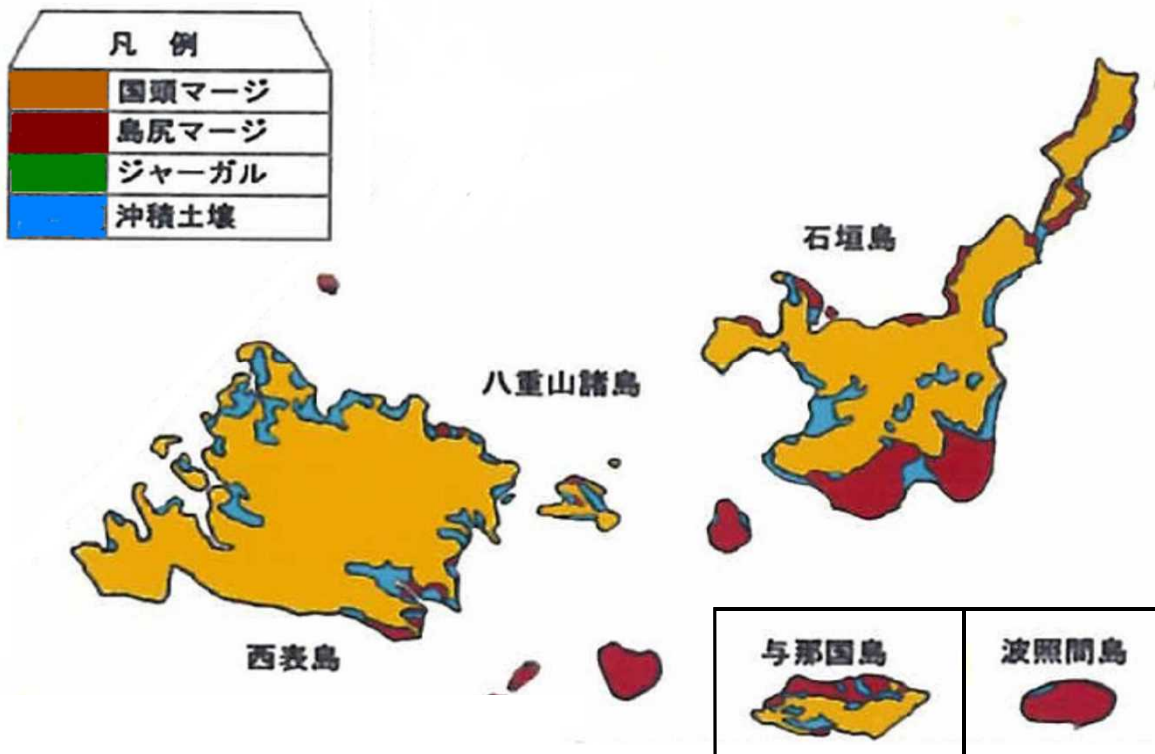 凡 例
国頭マージ
島尻マージ
ジャーガル
沖積土壌
石垣島
八重山諸島
西表島
与那国島
波照間島